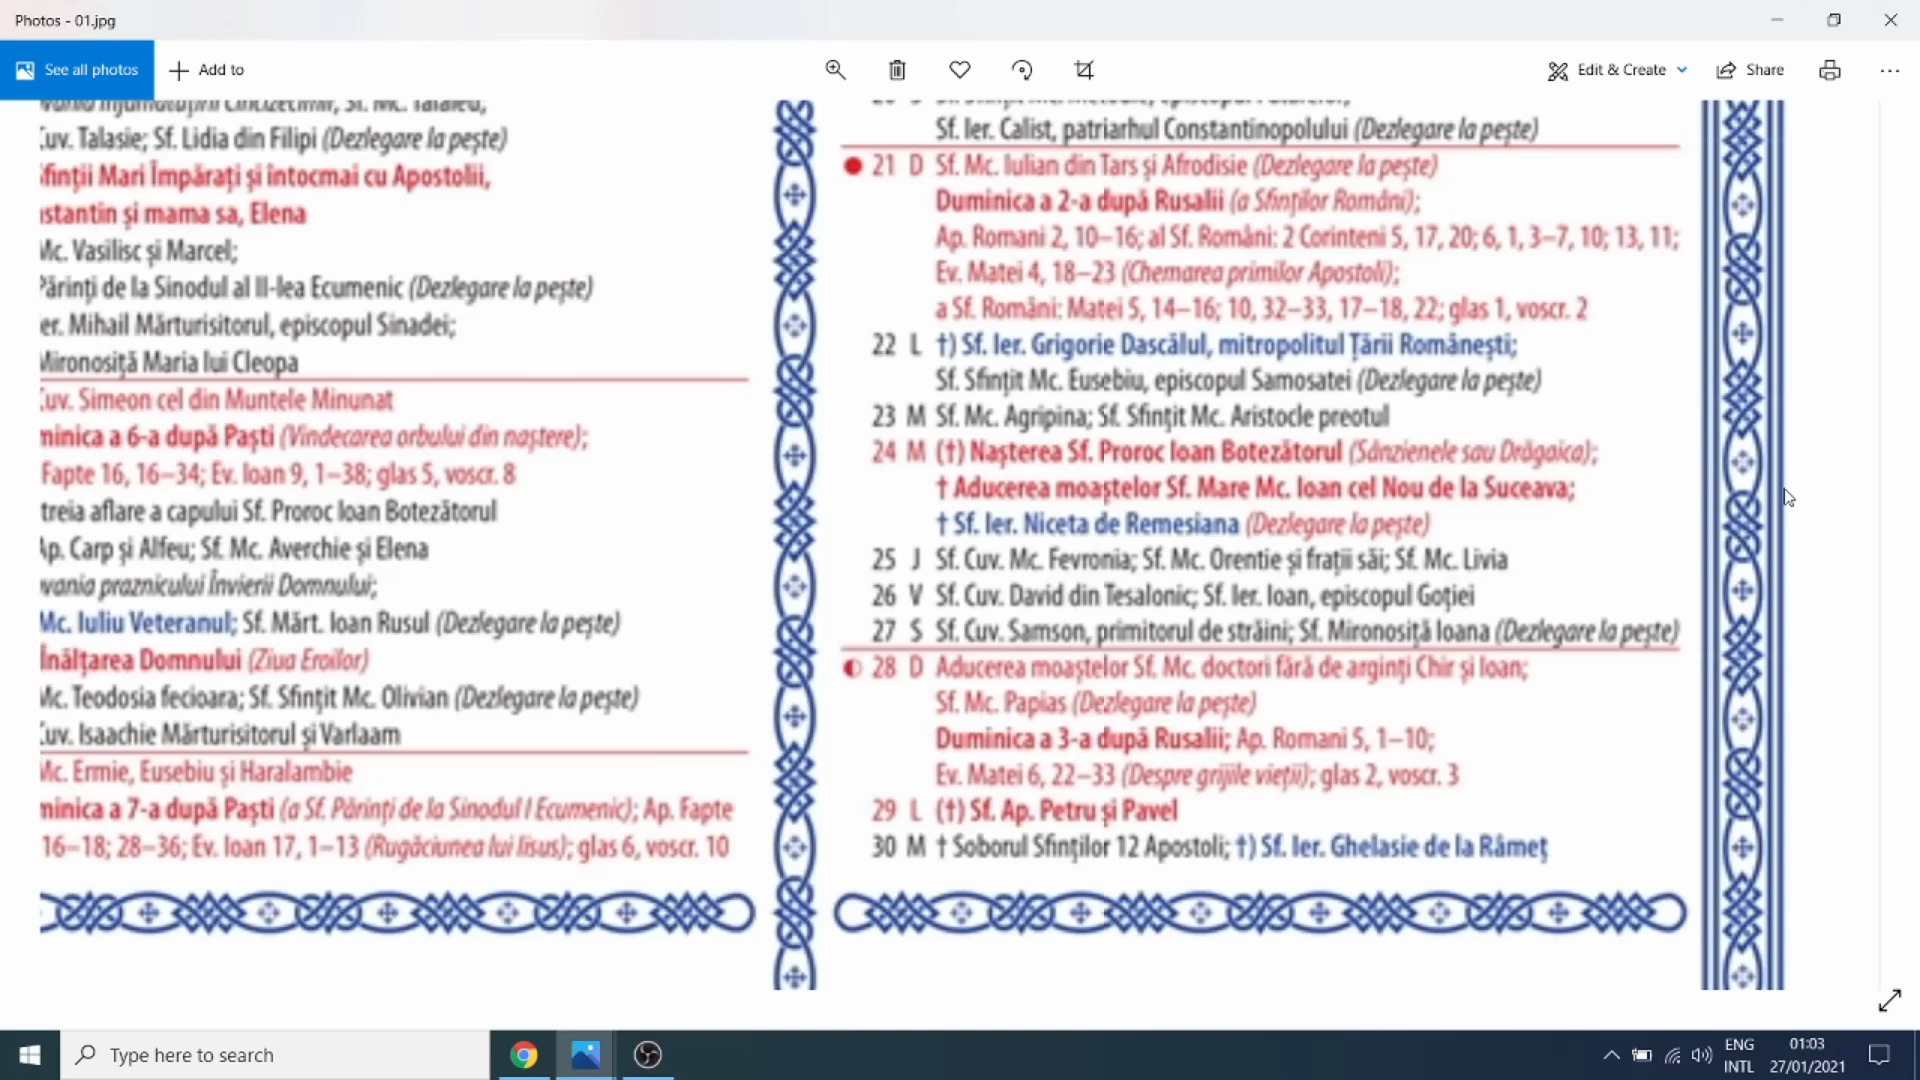 Photos - 01.jpg
See all photos
Add to
Edit & Create
Share
Cuv. Talasie; Sf. Lidia din Filipi (Dezlegare la pește)
Sfinții Mari Împărați și întocmai cu Apostolii,
stantin și mama sa, Elena
Mc. Vasilisc și Marcel;
Părinți de la Sinodul al II-lea Ecumenic (Dezlegare la pește)
er. Mihail Mărturisitorul, episcopul Sinadei;
Mironosiță Maria lui Cleopa
Cuv. Simeon cel din Muntele Minunat
minica a 6-a după Paști (Vindecarea orbului din naștere);
Fapte 16, 16–34; Ev. Ioan 9, 1–38; glas 5, voscr. 8
treia aflare a capului Sf. Proroc Ioan Botezătorul
Ap. Carp și Alfeu; Sf. Mc. Averchie și Elena
vania praznicului Învierii Domnului;
Mc. Iuliu Veteranul; Sf. Mărt. Ioan Rusul (Dezlegare la pește)
Înălțarea Domnului (Ziua Eroilor)
Mc. Teodosia fecioara; Sf. Sfințit Mc. Olivian (Dezlegare la pește)
Cuv. Isaachie Mărturisitorul și Varlaam
Mc. Ermie, Eusebiu și Haralambie
minica a 7-a după Paști (a Sf. Părinți de la Sinodul I Ecumenic); Ap. Fapte
16–18; 28–36; Ev. Ioan 17, 1–13 (Rugăciunea lui Iisus); glas 6, voscr. 10
Sf. Ier. Calist, patriarhul Constantinopolului (Dezlegare la pește)
21 D Sf. Mc. Iulian din Tars și Afrodisie (Dezlegare la pește)
Duminica a 2-a după Rusalii (a Sfinților Români);
Ap. Romani 2, 10–16; al Sf. Români: 2 Corinteni 5, 17, 20; 6, 1, 3–7, 10; 13, 11;
Ev. Matei 4, 18–23 (Chemarea primilor Apostoli);
a Sf. Români: Matei 5, 14–16; 10, 32–33, 17–18, 22; glas 1, voscr. 2
22 L †) Sf. Ier. Grigorie Dascălul, mitropolitul Țării Românești;
Sf. Sfințit Mc. Eusebiu, episcopul Samosatei (Dezlegare la pește)
23 M Sf. Mc. Agripina; Sf. Sfințit Mc. Aristocle preotul
24 M (†) Nașterea Sf. Proroc Ioan Botezătorul (Sânzienele sau Drăgaica);
† Aducerea moaștelor Sf. Mare Mc. Ioan cel Nou de la Suceava;
† Sf. Ier. Niceta de Remesiana (Dezlegare la pește)
25 J Sf. Cuv. Mc. Fevronia; Sf. Mc. Orentie și frații săi; Sf. Mc. Livia
26 V Sf. Cuv. David din Tesalonic; Sf. Ier. Ioan, episcopul Goției
27 S Sf. Cuv. Samson, primitorul de străini; Sf. Mironosiță Ioana (Dezlegare la pește)
28 D Aducerea moaștelor Sf. Mc. doctori fără de arginți Chir și Ioan;
Sf. Mc. Papias (Dezlegare la pește)
Duminica a 3-a după Rusalii; Ap. Romani 5, 1–10;
Ev. Matei 6, 22–33 (Despre grijile vieții); glas 2, voscr. 3
29 L (†) Sf. Ap. Petru și Pavel
30 M † Soborul Sfinților 12 Apostoli; †) Sf. Ier. Ghelasie de la Râmeț
Type here to search
ENG
INTL
01:03
27/01/2021